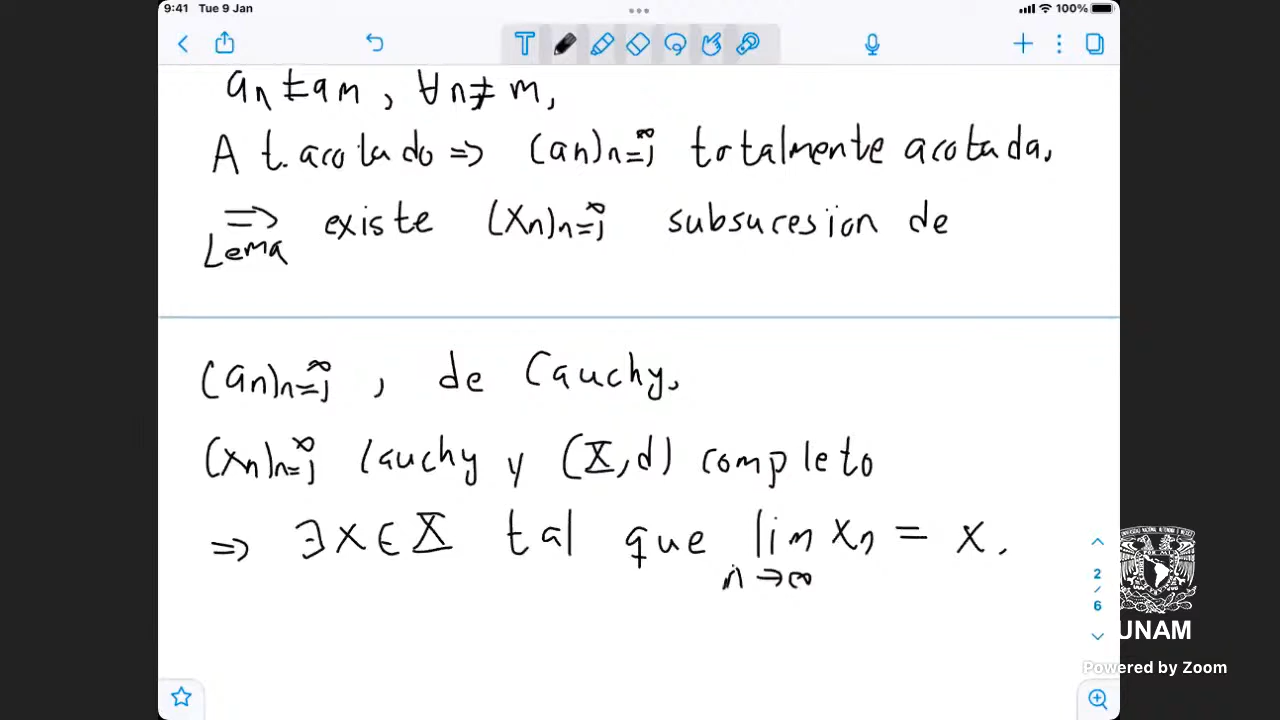 9:41 Tue 9 Jan
100%
an ≠ am , ∀n ≠ m,
A t. acotado => (an)n=1^∞ totalmente acotada,
=> existe (xn)n=1^∞ subsucesion de
Lema
(an)n=1^∞ , de Cauchy,
(xn)n=1^∞ Cauchy y (X,d) completo
=> ∃x∈X tal que lim xn = x.
n→∞
2
/
6
UNAM
Powered by Zoom